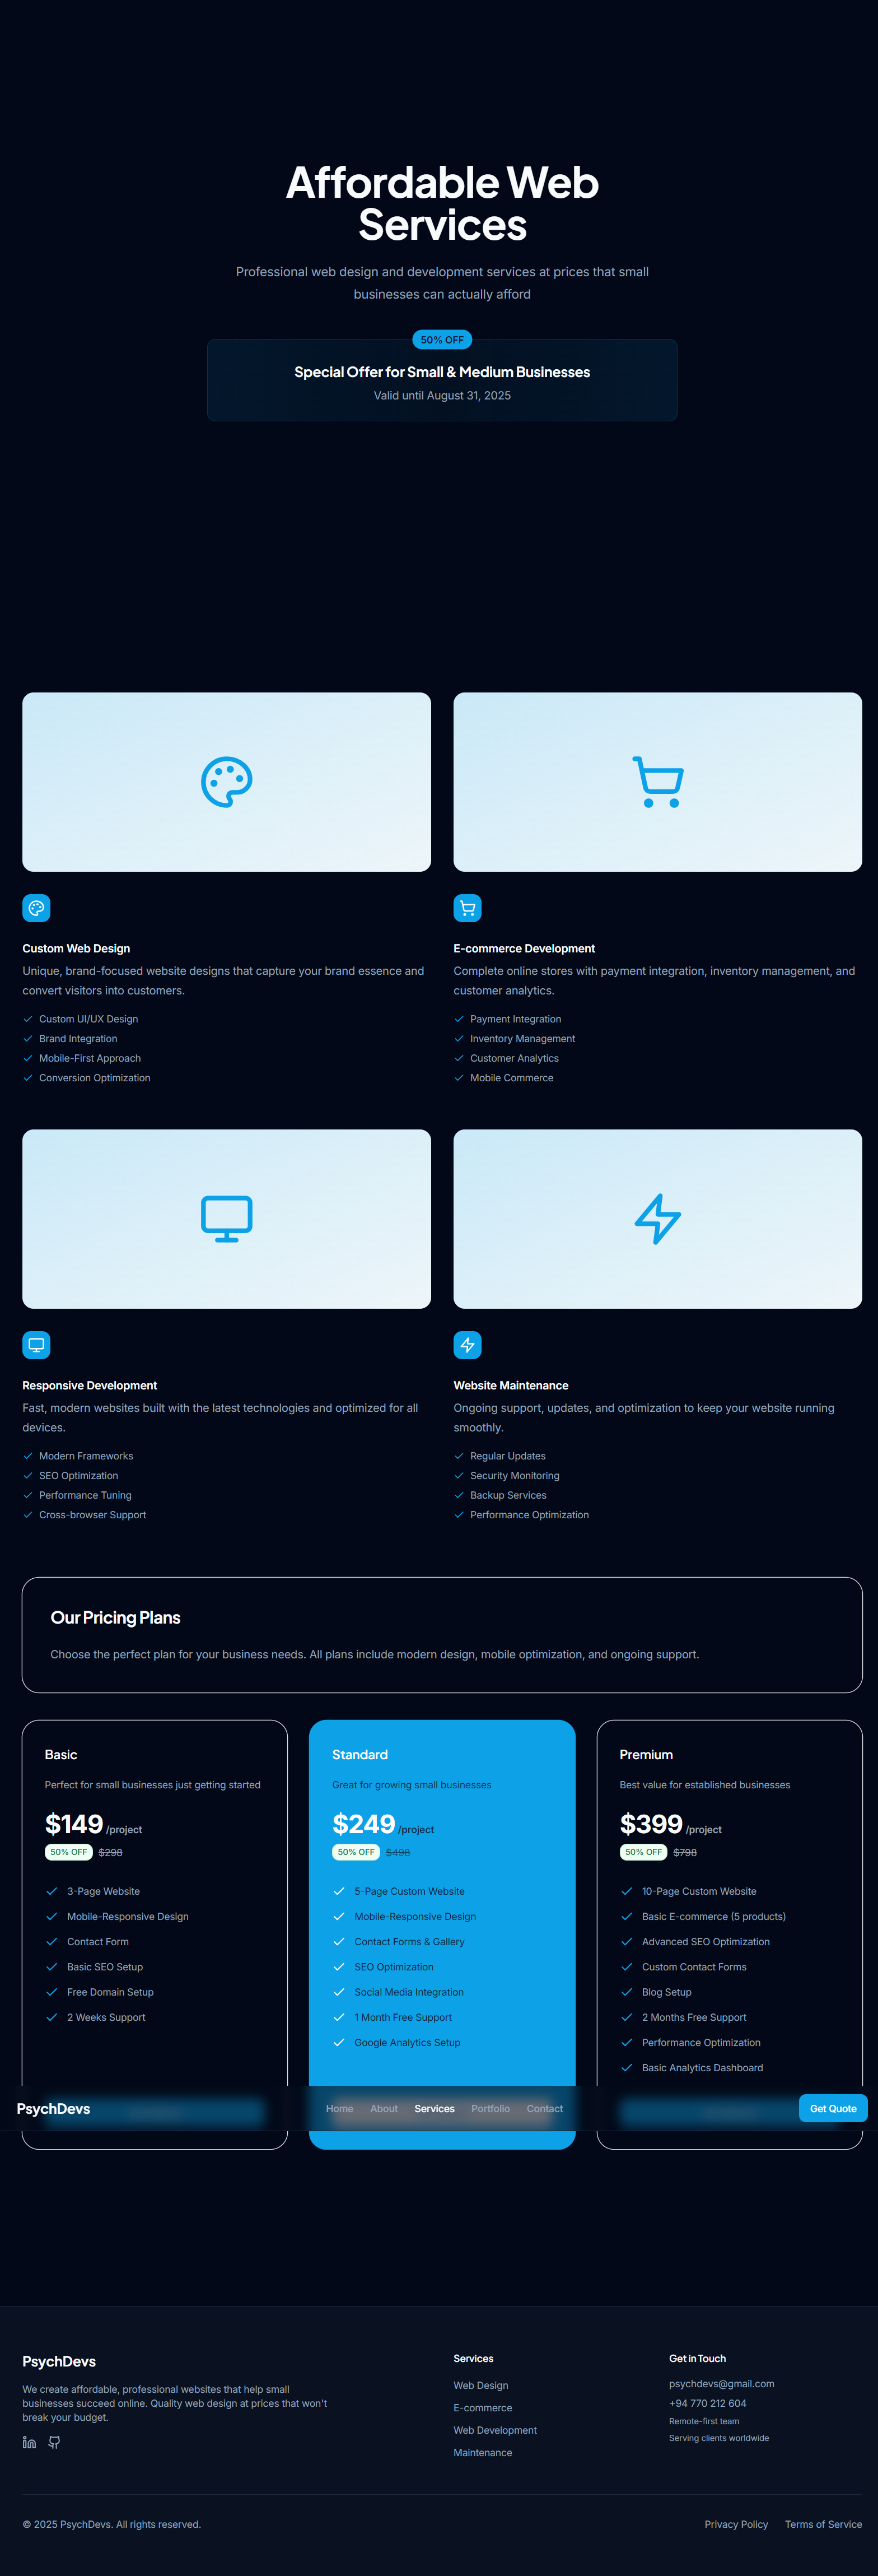 Affordable Web
Services
Professional web design and development services at prices that small
businesses can actually afford
50% OFF
Special Offer for Small & Medium Businesses
Valid until August 31, 2025
Custom Web Design
Unique, brand-focused website designs that capture your brand essence and
convert visitors into customers.
Custom UI/UX Design
Brand Integration
Mobile-First Approach
Conversion Optimization
E-commerce Development
Complete online stores with payment integration, inventory management, and
customer analytics.
Payment Integration
Inventory Management
Customer Analytics
Mobile Commerce
Responsive Development
Fast, modern websites built with the latest technologies and optimized for all
devices.
Modern Frameworks
SEO Optimization
Performance Tuning
Cross-browser Support
Website Maintenance
Ongoing support, updates, and optimization to keep your website running
smoothly.
Regular Updates
Security Monitoring
Backup Services
Performance Optimization
Our Pricing Plans
Choose the perfect plan for your business needs. All plans include modern design, mobile optimization, and ongoing support.
Basic
Perfect for small businesses just getting started
$149 /project
50% OFF $298
3-Page Website
Mobile-Responsive Design
Contact Form
Basic SEO Setup
Free Domain Setup
2 Weeks Support
Standard
Great for growing small businesses
$249 /project
50% OFF $498
5-Page Custom Website
Mobile-Responsive Design
Contact Forms & Gallery
SEO Optimization
Social Media Integration
1 Month Free Support
Google Analytics Setup
Premium
Best value for established businesses
$399 /project
50% OFF $798
10-Page Custom Website
Basic E-commerce (5 products)
Advanced SEO Optimization
Custom Contact Forms
Blog Setup
2 Months Free Support
Performance Optimization
Basic Analytics Dashboard
PsychDevs
Home About Services Portfolio Contact
Get Quote
PsychDevs
We create affordable, professional websites that help small
businesses succeed online. Quality web design at prices that won't
break your budget.
Services
Web Design
E-commerce
Web Development
Maintenance
Get in Touch
psychdevs@gmail.com
+94 770 212 604
Remote-first team
Serving clients worldwide
© 2025 PsychDevs. All rights reserved.
Privacy Policy Terms of Service